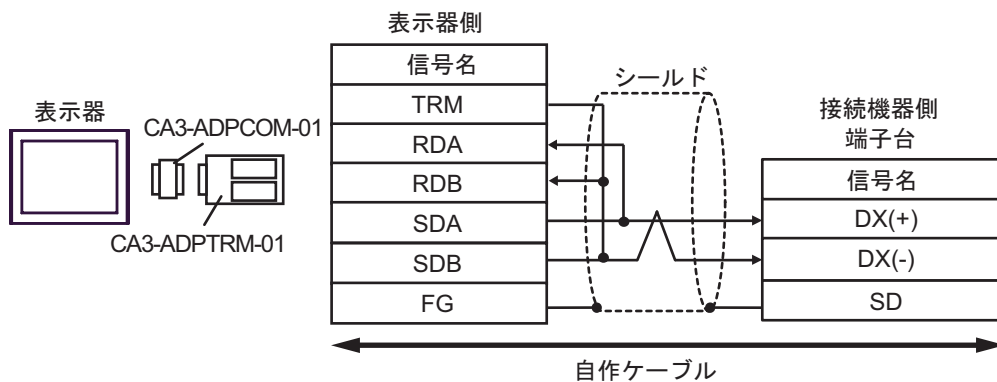 表示器
CA3-ADPCOM-01
CA3-ADPTRM-01
表示器側
信号名
TRM
RDA
RDB
SDA
SDB
FG
シールド
接続機器側
端子台
信号名
DX(+)
DX(-)
SD
自作ケーブル